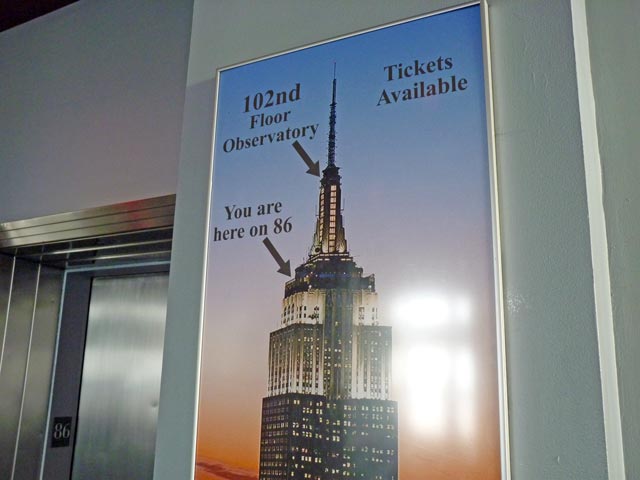 102nd
Floor
Observatory
Tickets
Available
You are
here on 86
86